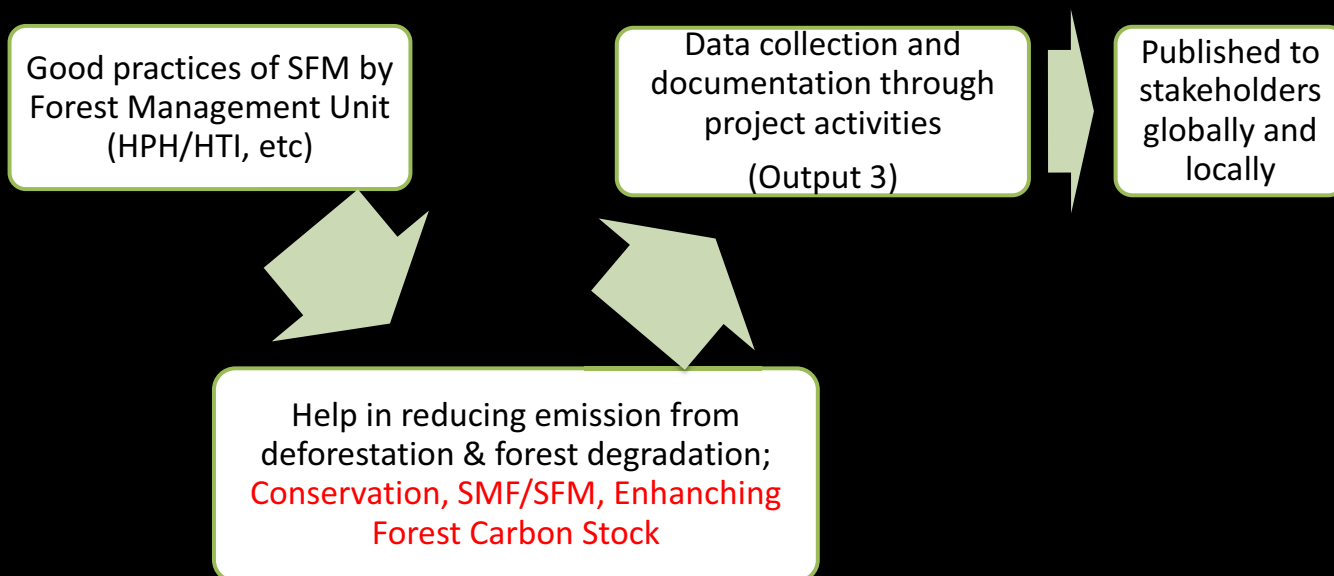 Good practices of SFM by
Forest Management Unit
(HPH/HTI, etc)
Help in reducing emission from
deforestation & forest degradation;
Conservation, SMF/SFM, Enhanching
Forest Carbon Stock
Data collection and
documentation through
project activities
(Output 3)
Published to
stakeholders
globally and
locally